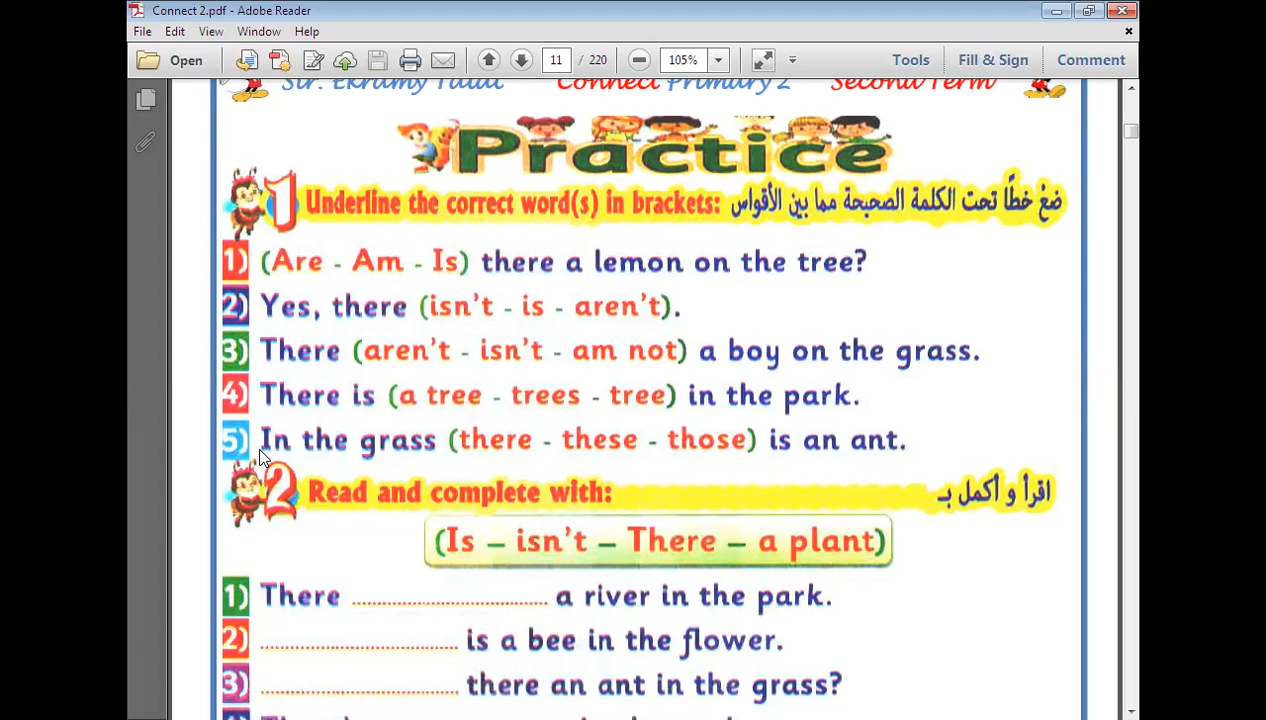 Connect 2.pdf - Adobe Reader
File Edit View Window Help
Open 11 / 220 105% Tools Fill & Sign Comment
Sir. Ekramy Talat Connect Primary 2 Second Term
Practice
1 Underline the correct word(s) in brackets: ضعْ خطًّا تحت الكلمة الصحيحة مما بين الأقواس
1) (Are - Am - Is) there a lemon on the tree?
2) Yes, there (isn't - is - aren't).
3) There (aren't - isn't - am not) a boy on the grass.
4) There is (a tree - trees - tree) in the park.
5) In the grass (there - these - those) is an ant.
2 Read and complete with: اقرأ و أكمل بـ
(Is – isn't – There – a plant)
1) There .................................. a river in the park.
2) .................................. is a bee in the flower.
3) .................................. there an ant in the grass?